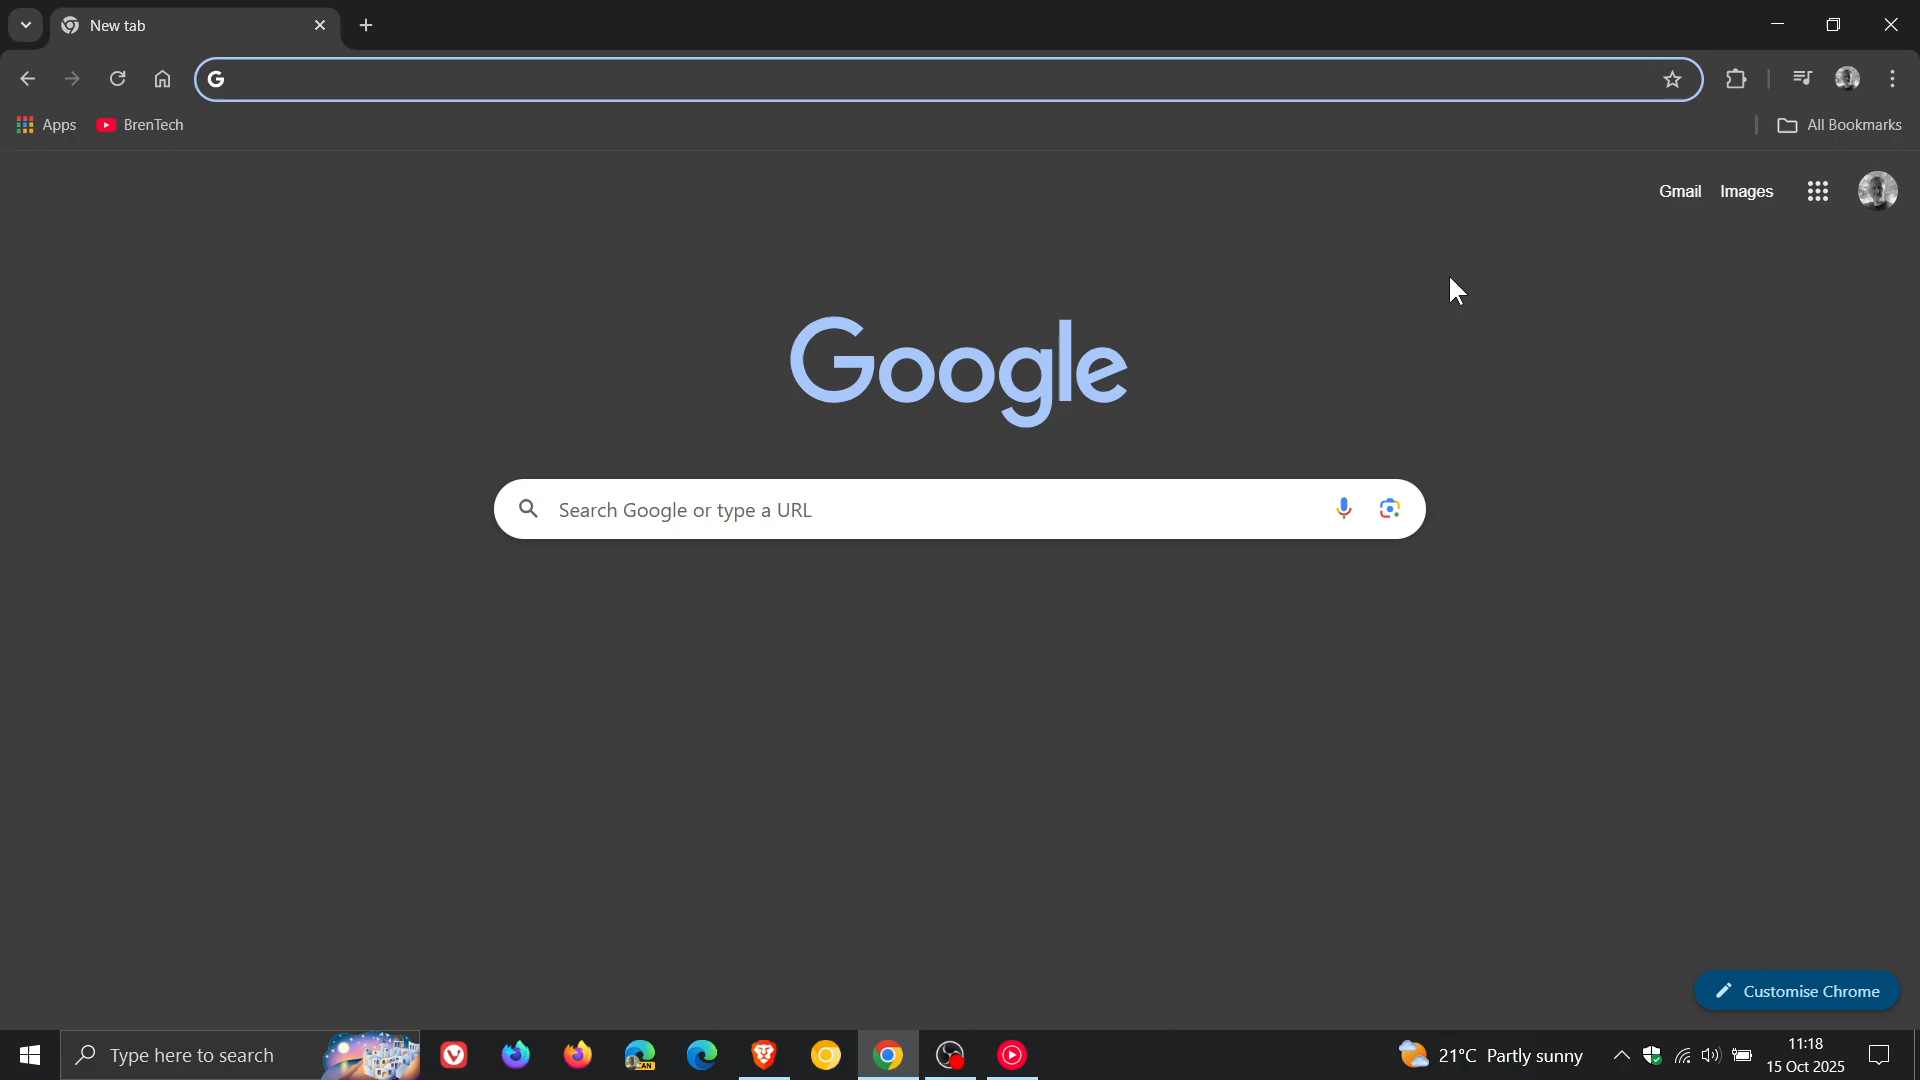 New tab
Apps
BrenTech
All Bookmarks
Gmail
Images
Google
Search Google or type a URL
Customise Chrome
Type here to search
21°C Partly sunny
11:18
15 Oct 2025